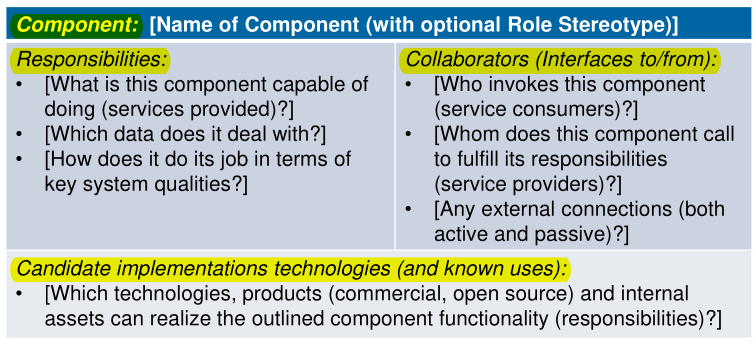 Component: [Name of Component (with optional Role Stereotype)]
Responsibilities:
• [What is this component capable of
doing (services provided)?]
• [Which data does it deal with?]
• [How does it do its job in terms of
key system qualities?]
Collaborators (Interfaces to/from):
• [Who invokes this component
(service consumers)?]
• [Whom does this component call
to fulfill its responsibilities
(service providers)?]
• [Any external connections (both
active and passive)?]
Candidate implementations technologies (and known uses):
• [Which technologies, products (commercial, open source) and internal
assets can realize the outlined component functionality (responsibilities)?]